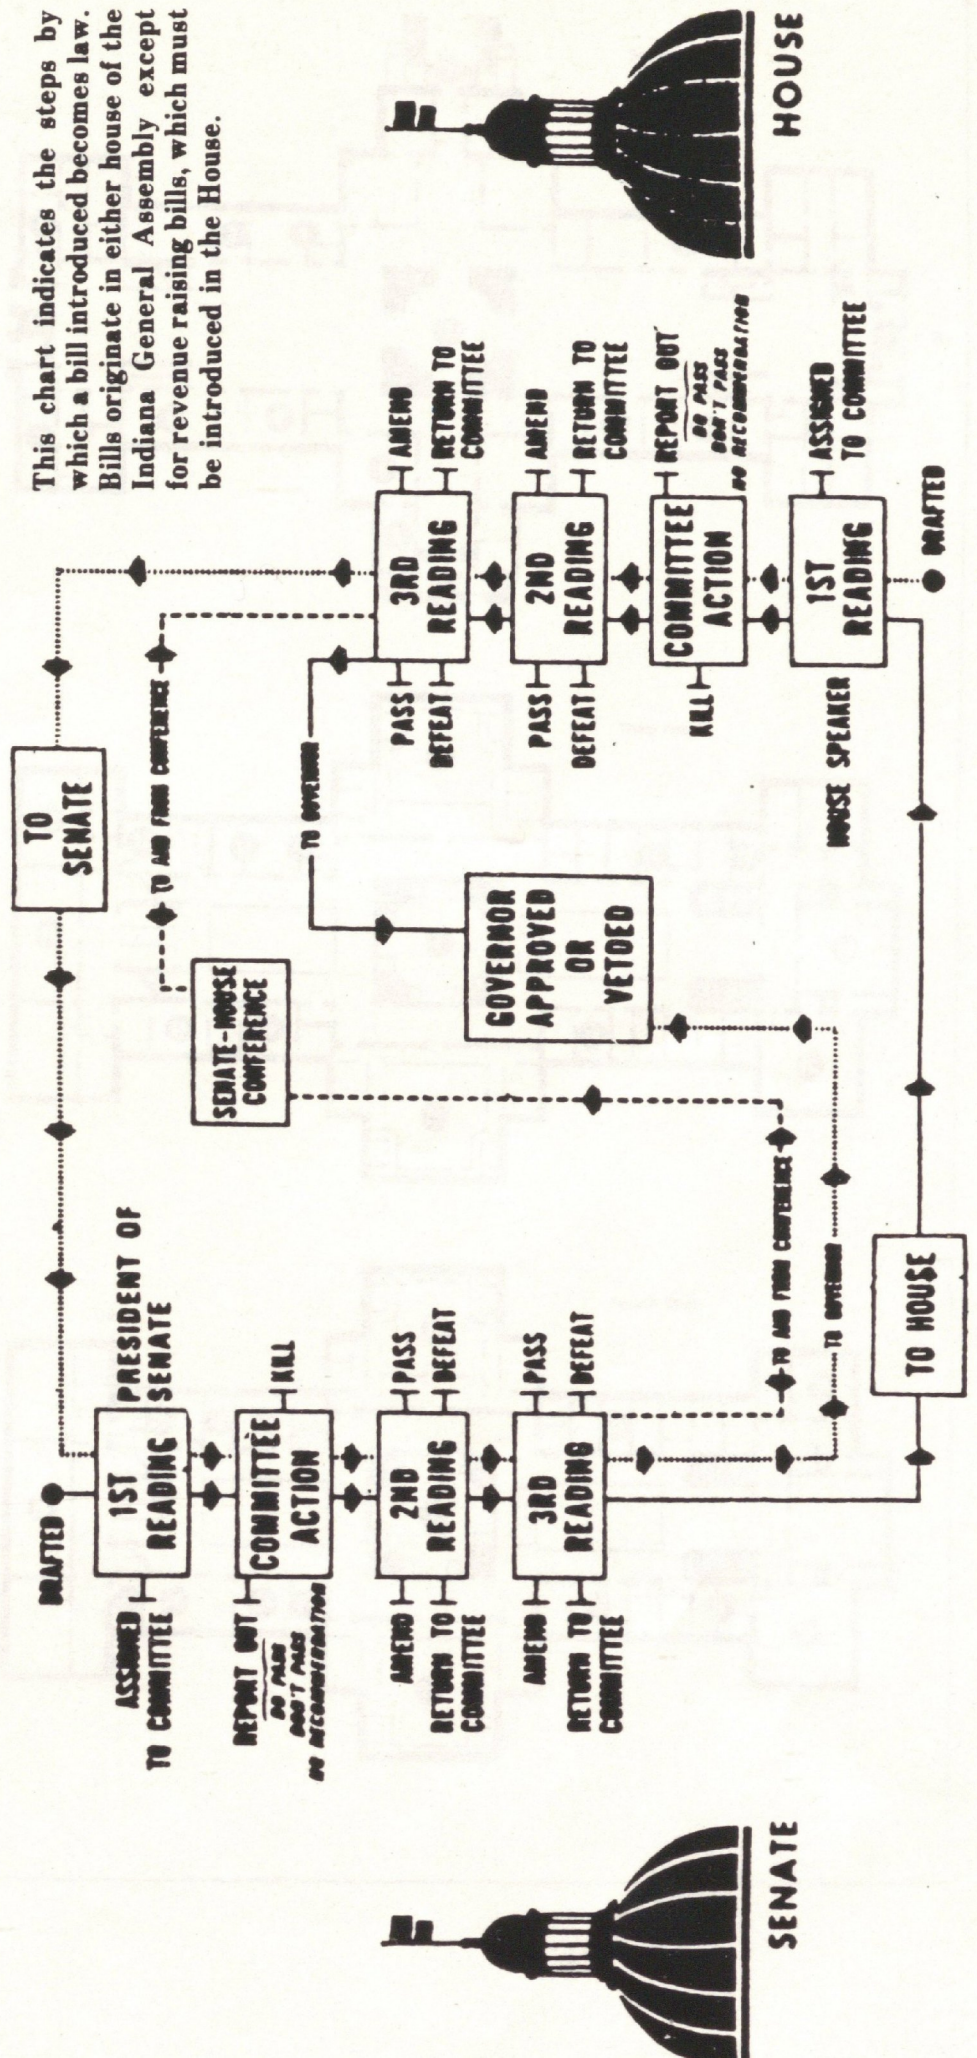 This chart indicates the steps by
which a bill introduced becomes law.
Bills originate in either house of the
Indiana General Assembly except
for revenue raising bills, which must
be introduced in the House.
TO
SENATE
DRAFTED
1ST
READING
PRESIDENT OF
SENATE
ASSIGNED
TO COMMITTEE
COMMITTEE
ACTION
KILL
REPORT OUT
DO PASS
DON'T PASS
NO RECOMMENDATION
2ND
READING
PASS
DEFEAT
AMEND
RETURN TO
COMMITTEE
3RD
READING
PASS
DEFEAT
AMEND
RETURN TO
COMMITTEE
SENATE
TO AND FROM CONFERENCE
SENATE-HOUSE
CONFERENCE
TO GOVERNOR
GOVERNOR
APPROVED
OR
VETOED
TO AND FROM CONFERENCE
TO GOVERNOR
TO HOUSE
3RD
READING
PASS
DEFEAT
AMEND
RETURN TO
COMMITTEE
2ND
READING
PASS
DEFEAT
AMEND
RETURN TO
COMMITTEE
COMMITTEE
ACTION
KILL
REPORT OUT
DO PASS
DON'T PASS
NO RECOMMENDATION
1ST
READING
HOUSE SPEAKER
ASSIGNED
TO COMMITTEE
DRAFTED
HOUSE